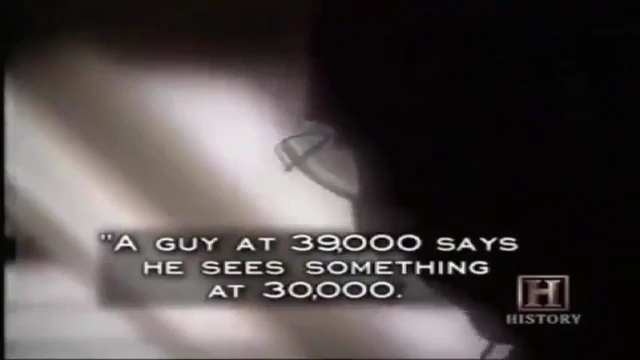 "A GUY AT 39,000 SAYS
HE SEES SOMETHING
AT 30,000.
H
HISTORY